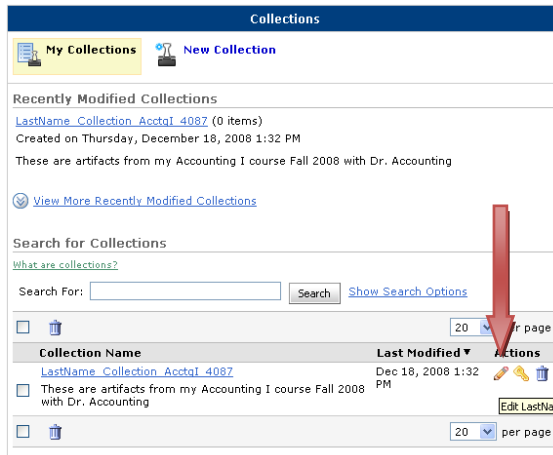 Collections
My Collections
New Collection
Recently Modified Collections
LastName_Collection_AcctgI_4087 (0 items)
Created on Thursday, December 18, 2008 1:32 PM
These are artifacts from my Accounting I course Fall 2008 with Dr. Accounting
View More Recently Modified Collections
Search for Collections
What are collections?
Search For: Search Show Search Options
20 per page
Collection Name Last Modified Actions
LastName_Collection_AcctgI_4087 Dec 18, 2008 1:32
PM
These are artifacts from my Accounting I course Fall 2008
with Dr. Accounting
Edit LastNa
20 per page